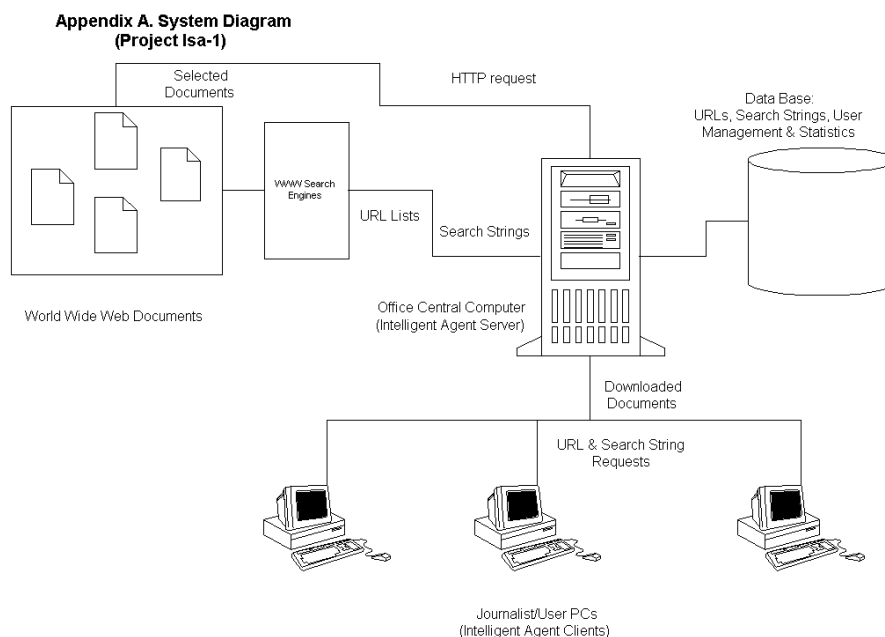 Appendix A. System Diagram
(Project Isa-1)
Selected
Documents
HTTP request
Data Base:
URLs, Search Strings, User
Management & Statistics
WWW Search
Engines
URL Lists
Search Strings
World Wide Web Documents
Office Central Computer
(Intelligent Agent Server)
Downloaded
Documents
URL & Search String
Requests
Journalist/User PCs
(Intelligent Agent Clients)